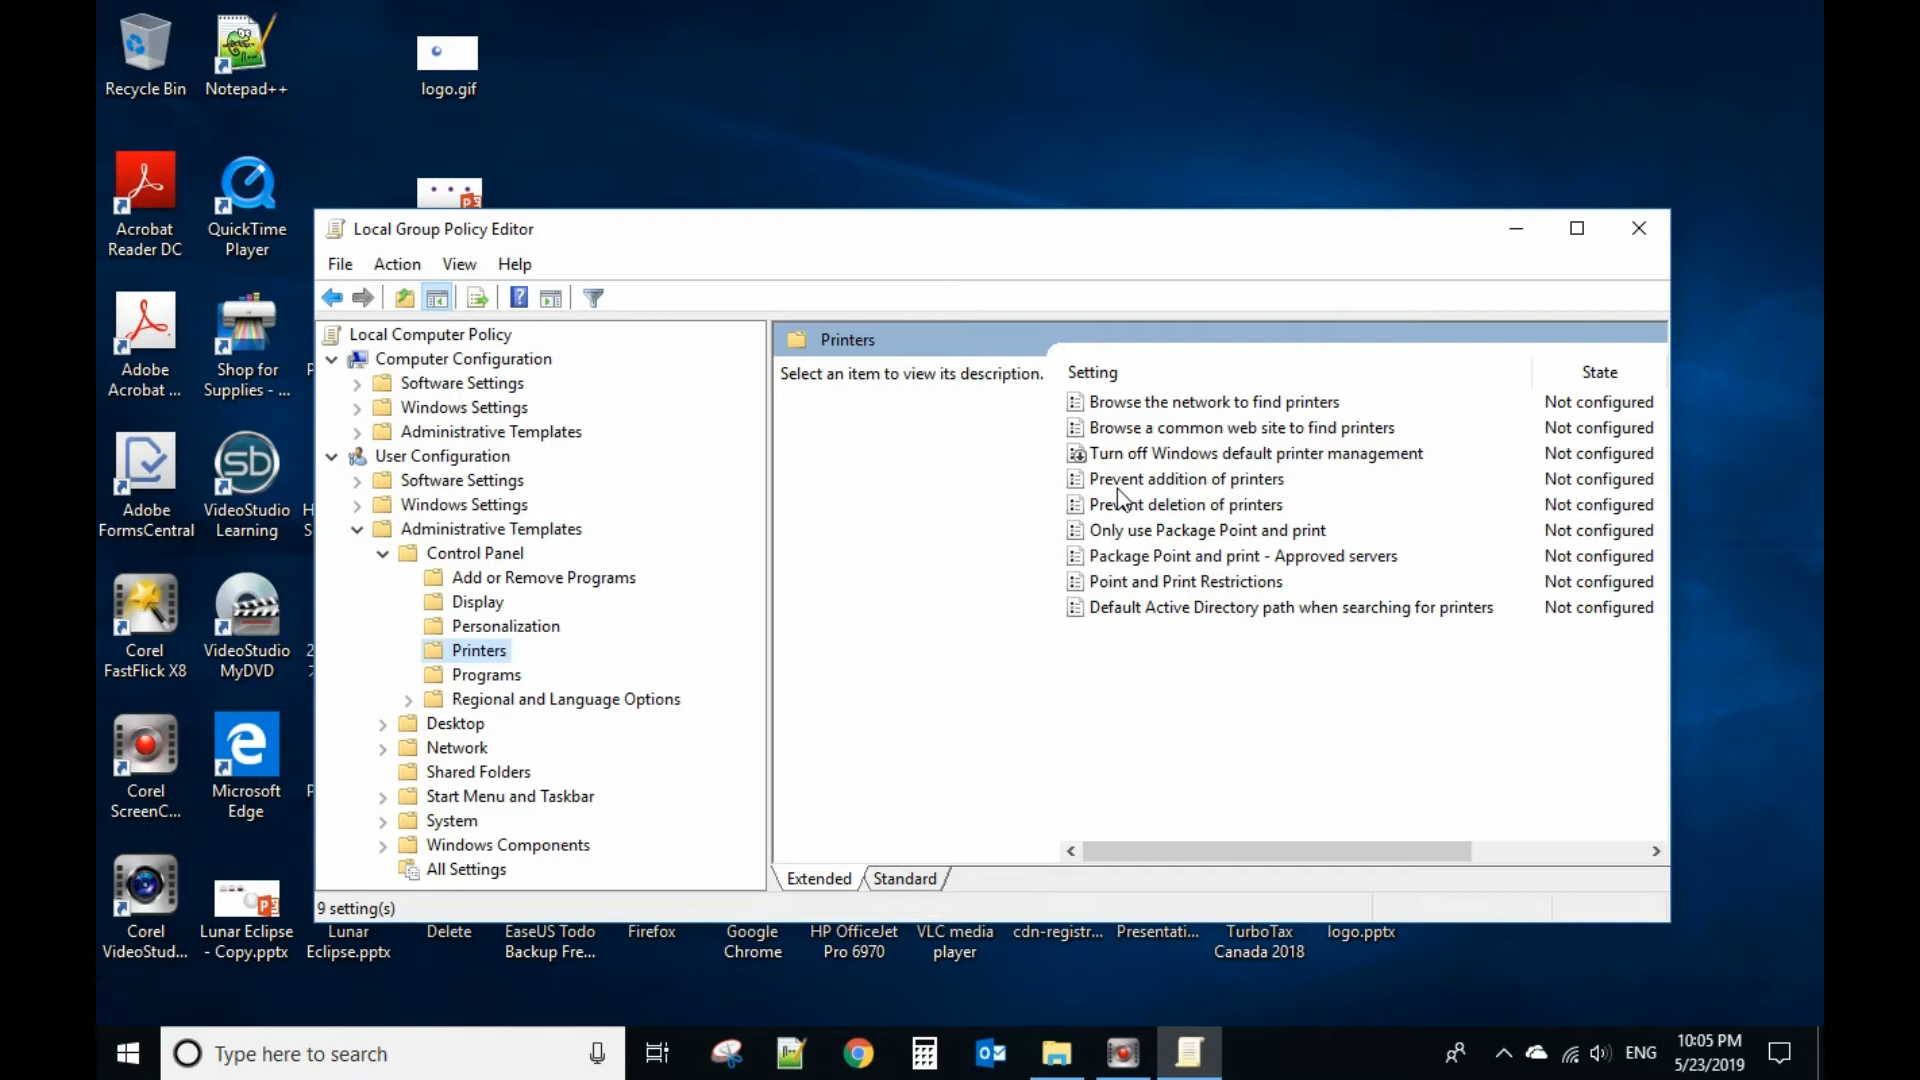 Recycle Bin
Notepad++
logo.gif
Acrobat
Reader DC
QuickTime
Player
Adobe
Acrobat ...
Shop for
Supplies - ...
Adobe
FormsCentral
VideoStudio
Learning
Corel
FastFlick X8
VideoStudio
MyDVD
Corel
ScreenC...
Microsoft
Edge
Corel
VideoStud...
Lunar Eclipse
- Copy.pptx
Lunar
Eclipse.pptx
Delete
EaseUS Todo
Backup Fre...
Firefox
Google
Chrome
HP OfficeJet
Pro 6970
VLC media
player
cdn-registr...
Presentati...
TurboTax
Canada 2018
logo.pptx
Local Group Policy Editor
File Action View Help
Local Computer Policy
Computer Configuration
Software Settings
Windows Settings
Administrative Templates
User Configuration
Software Settings
Windows Settings
Administrative Templates
Control Panel
Add or Remove Programs
Display
Personalization
Printers
Programs
Regional and Language Options
Desktop
Network
Shared Folders
Start Menu and Taskbar
System
Windows Components
All Settings
Printers
Select an item to view its description.
Setting State
Browse the network to find printers Not configured
Browse a common web site to find printers Not configured
Turn off Windows default printer management Not configured
Prevent addition of printers Not configured
Prevent deletion of printers Not configured
Only use Package Point and print Not configured
Package Point and print - Approved servers Not configured
Point and Print Restrictions Not configured
Default Active Directory path when searching for printers Not configured
Extended Standard
9 setting(s)
Type here to search
ENG
10:05 PM
5/23/2019